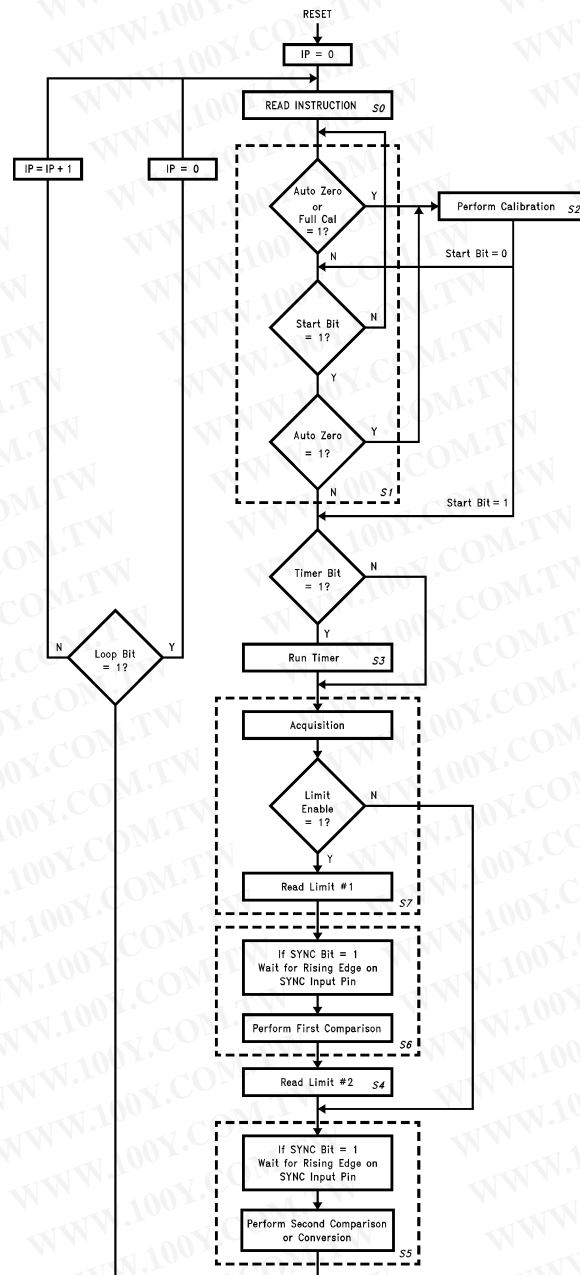 RESET
IP = 0
READ INSTRUCTION S0
IP = IP + 1
IP = 0
Auto Zero
or
Full Cal
= 1?
Y
N
Perform Calibration S2
Start Bit = 0
Start Bit
= 1?
N
Y
Auto Zero
= 1?
Y
N
S1
Start Bit = 1
Timer Bit
= 1?
N
Y
Run Timer S3
Loop Bit
= 1?
N
Y
Acquisition
Limit
Enable
= 1?
N
Y
Read Limit #1
S7
If SYNC Bit = 1
Wait for Rising Edge on
SYNC Input Pin
Perform First Comparison
S6
Read Limit #2 S4
If SYNC Bit = 1
Wait for Rising Edge on
SYNC Input Pin
Perform Second Comparison
or Conversion
S5
WWW.100Y.COM.TW